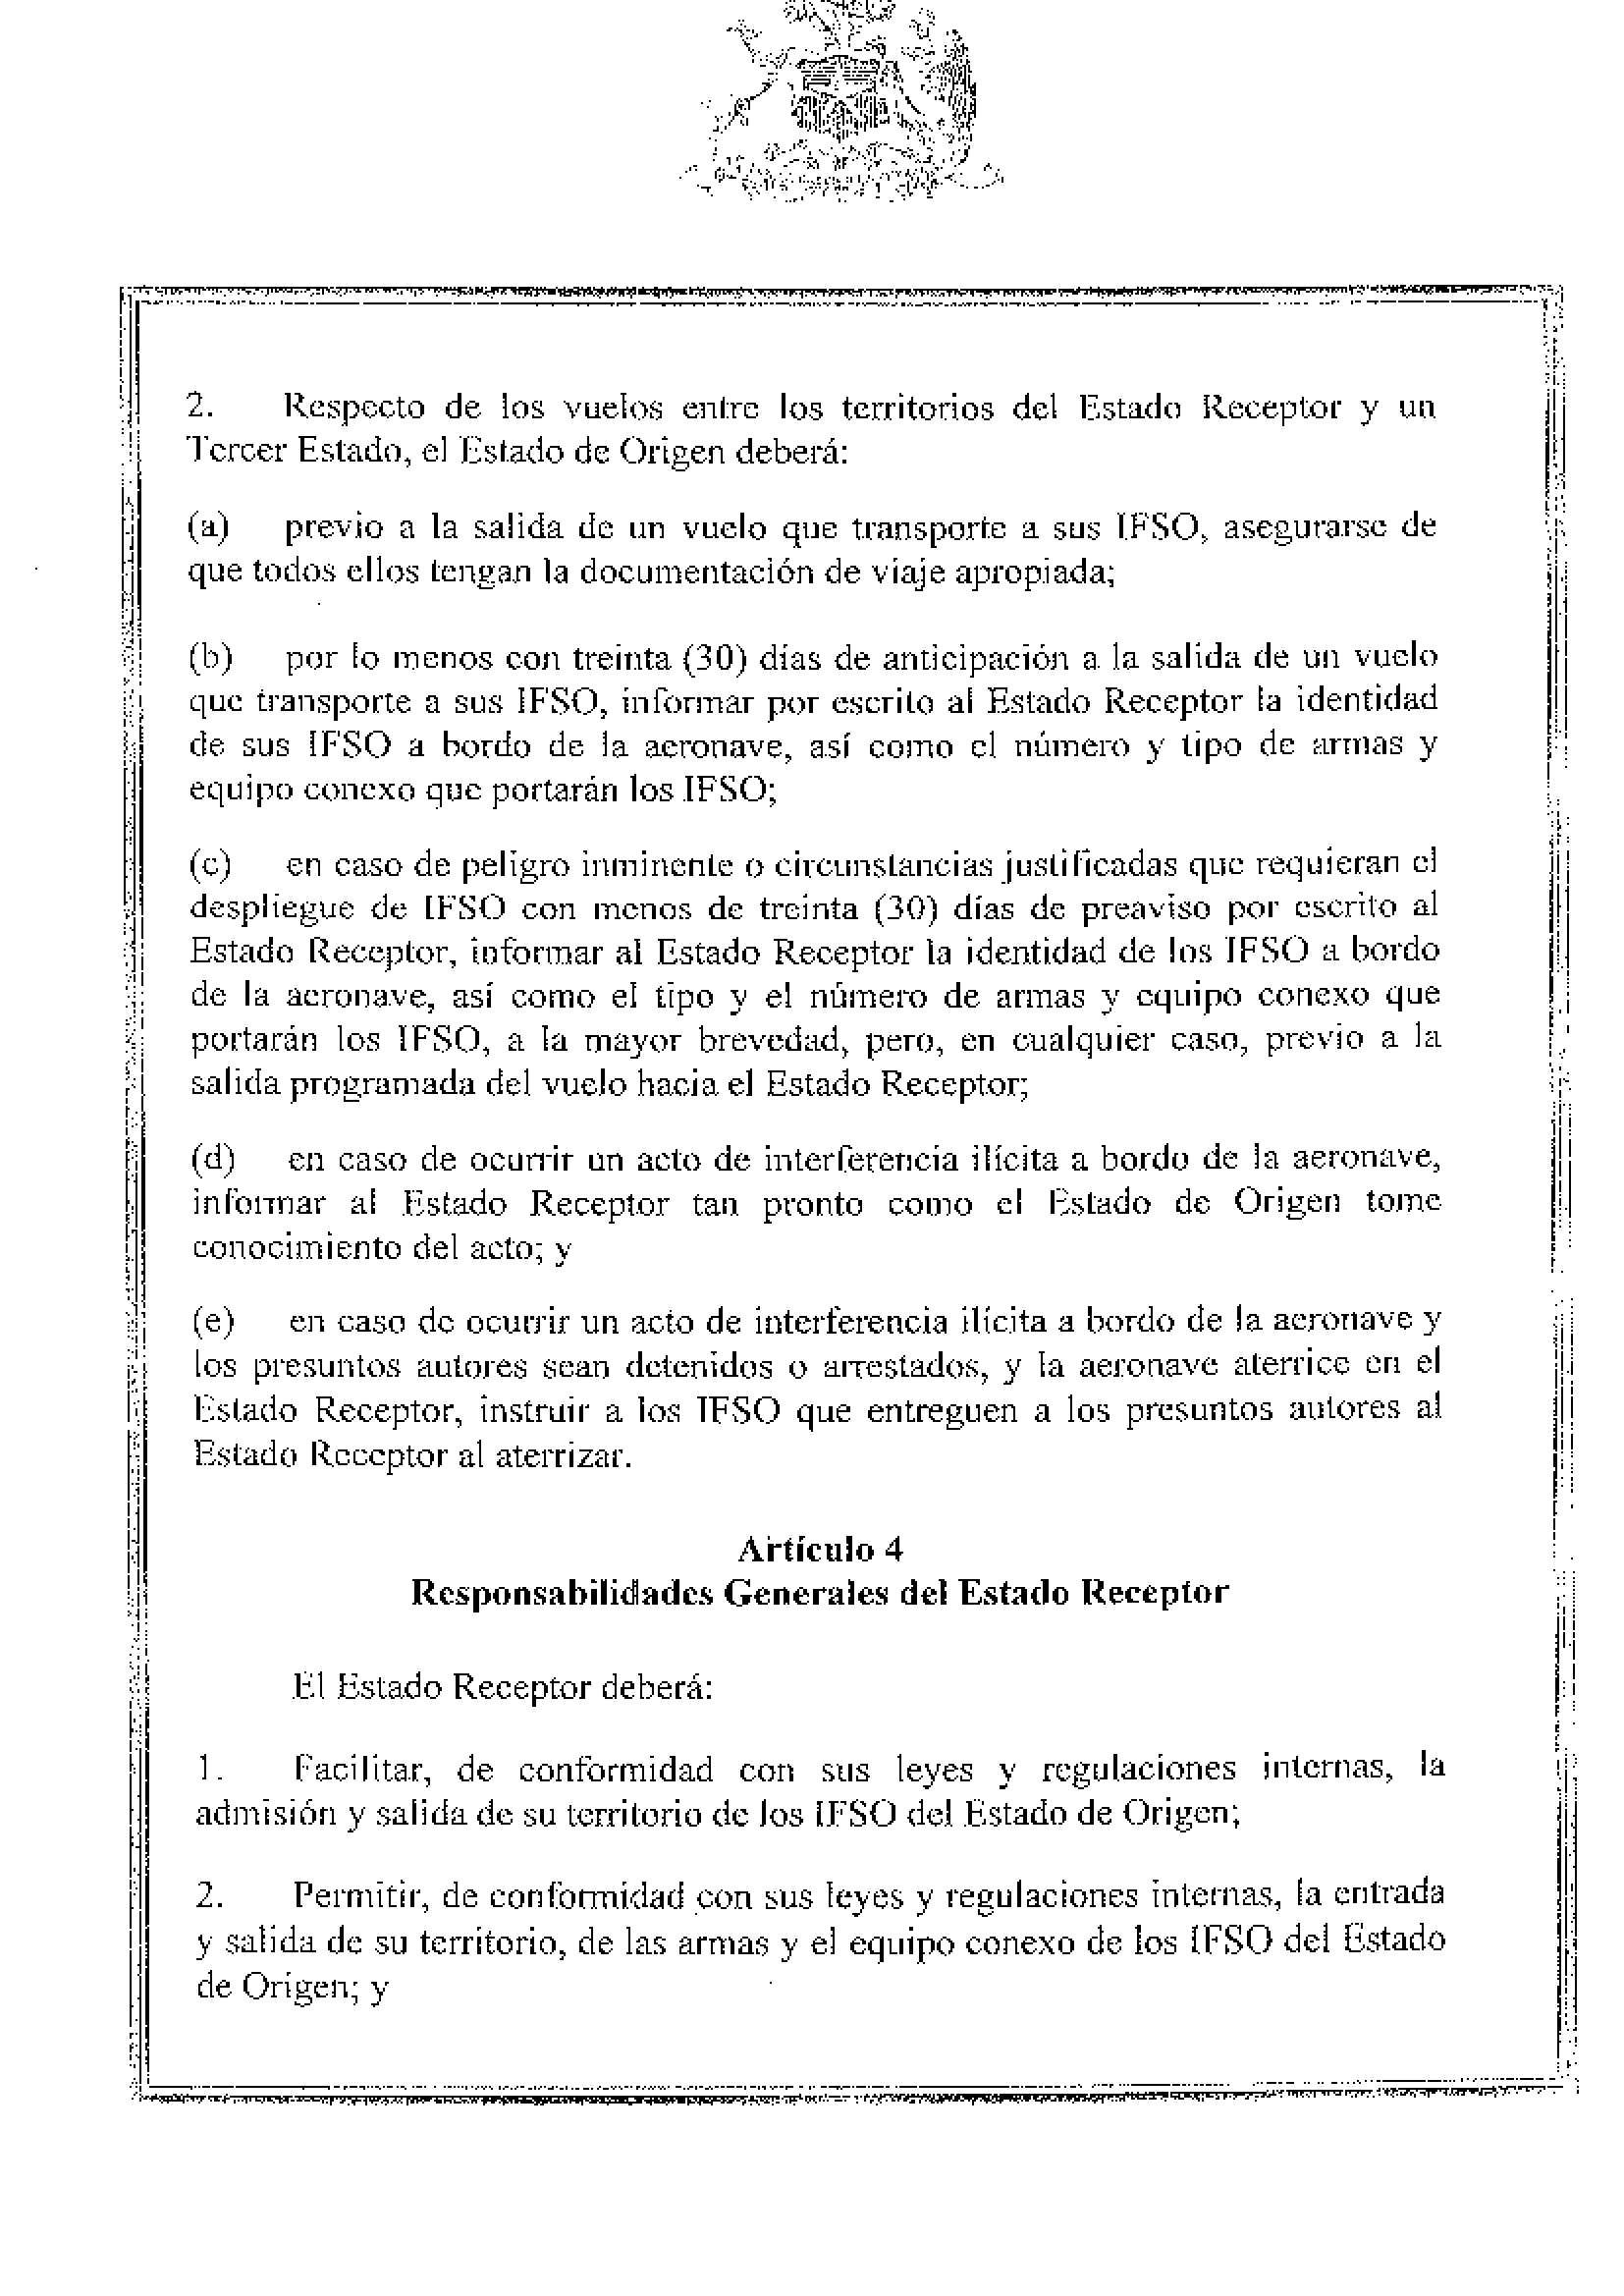 2. Respecto de los vuelos entre los territorios del Estado Receptor y un
Tercer Estado, el Estado de Origen deberá:
(a) previo a la salida de un vuelo que transporte a sus IFSO, asegurarse de
que todos ellos tengan la documentación de viaje apropiada;
(b) por lo menos con treinta (30) días de anticipación a la salida de un vuelo
que transporte a sus IFSO, informar por escrito al Estado Receptor la identidad
de sus IFSO a bordo de la aeronave, así como el número y tipo de armas y
equipo conexo que portarán los IFSO;
(c) en caso de peligro inminente o circunstancias justificadas que requieran el
despliegue de IFSO con menos de treinta (30) días de preaviso por escrito al
Estado Receptor, informar al Estado Receptor la identidad de los IFSO a bordo
de la aeronave, así como el tipo y el número de armas y equipo conexo que
portarán los IFSO, a la mayor brevedad, pero, en cualquier caso, previo a la
salida programada del vuelo hacia el Estado Receptor;
(d) en caso de ocurrir un acto de interferencia ilícita a bordo de la aeronave,
informar al Estado Receptor tan pronto como el Estado de Origen tome
conocimiento del acto; y
(e) en caso de ocurrir un acto de interferencia ilícita a bordo de la aeronave y
los presuntos autores sean detenidos o arrestados, y la aeronave aterrice en el
Estado Receptor, instruir a los IFSO que entreguen a los presuntos autores al
Estado Receptor al aterrizar.
Artículo 4
Responsabilidades Generales del Estado Receptor
El Estado Receptor deberá:
1. Facilitar, de conformidad con sus leyes y regulaciones internas, la
admisión y salida de su territorio de los IFSO del Estado de Origen;
2. Permitir, de conformidad con sus leyes y regulaciones internas, la entrada
y salida de su territorio, de las armas y el equipo conexo de los IFSO del Estado
de Origen; y